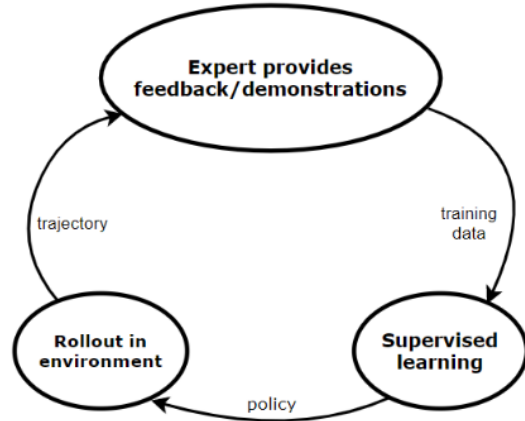 Expert provides
feedback/demonstrations
trajectory
training
data
Rollout in
environment
Supervised
learning
policy